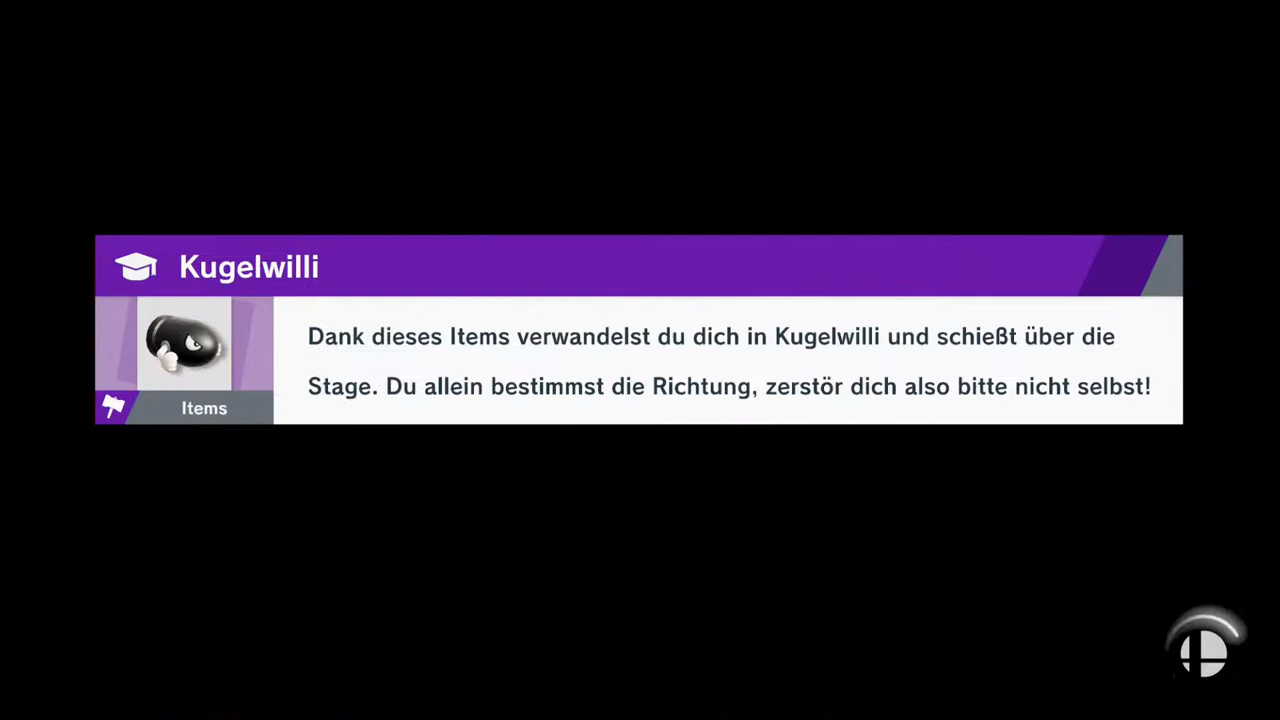 Kugelwilli
Dank dieses Items verwandelst du dich in Kugelwilli und schießt über die
Stage. Du allein bestimmst die Richtung, zerstör dich also bitte nicht selbst!
Items